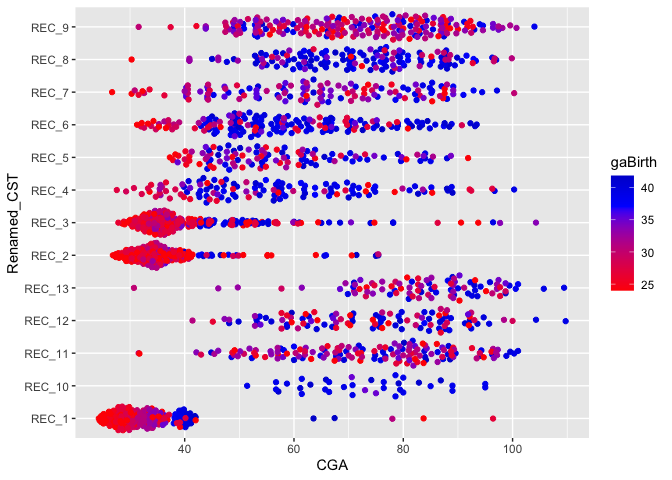 REC_9
REC_8
REC_7
REC_6
REC_5
REC_4
REC_3
REC_2
REC_13
REC_12
REC_11
REC_10
REC_1
Renamed_CST
40 60 80 100
CGA
gaBirth
40
35
30
25